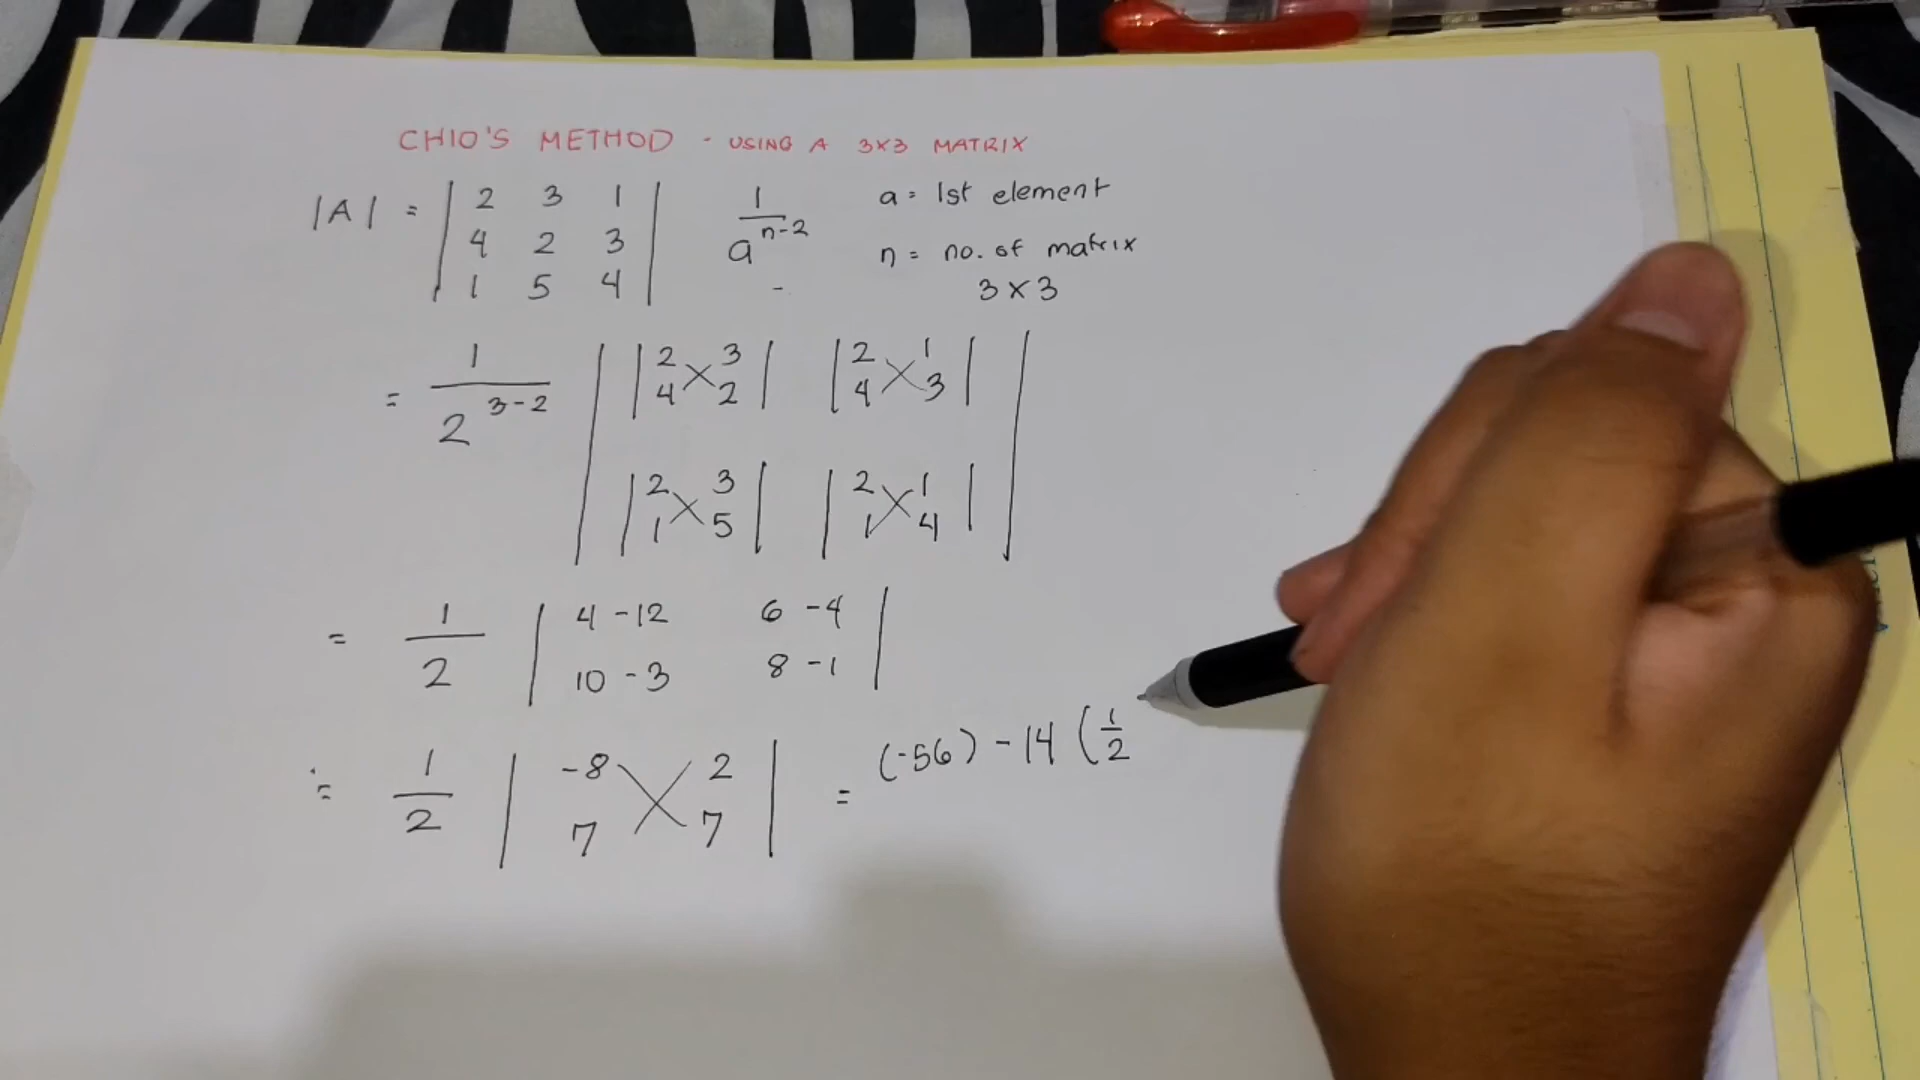 CHIO'S METHOD - USING A 3X3 MATRIX
|A| = | 2 3 1 | 1 a = 1st element
4 2 3 a n-2 n = no. of matrix
1 5 4 - 3 X 3
= 1 / 2 3-2 | | 2 3 | | 2 1 | |
4 2 4 3
| 2 3 | | 2 1 |
1 5 1 4
= 1 / 2 | 4 -12 6 -4 |
10 -3 8 -1
= 1 / 2 | -8 2 | = (-56) - 14 ( 1/2
7 7